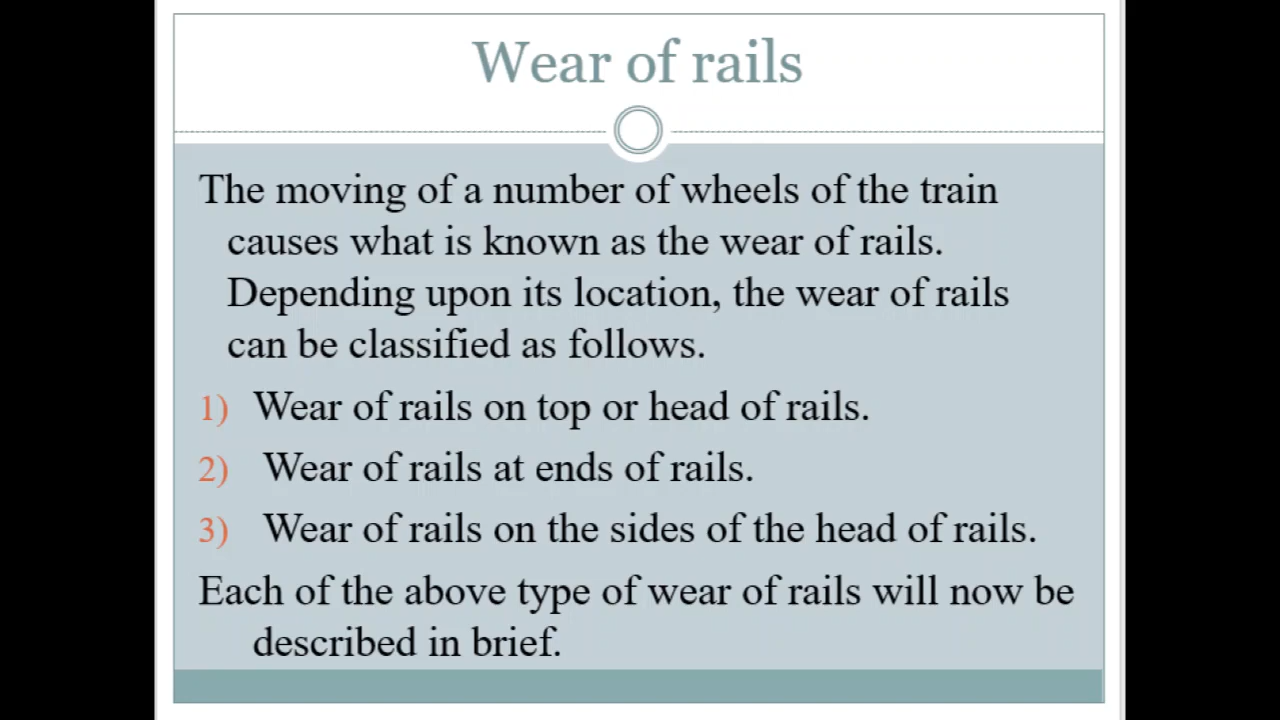 Wear of rails
The moving of a number of wheels of the train
causes what is known as the wear of rails.
Depending upon its location, the wear of rails
can be classified as follows.
1) Wear of rails on top or head of rails.
2) Wear of rails at ends of rails.
3) Wear of rails on the sides of the head of rails.
Each of the above type of wear of rails will now be
described in brief.